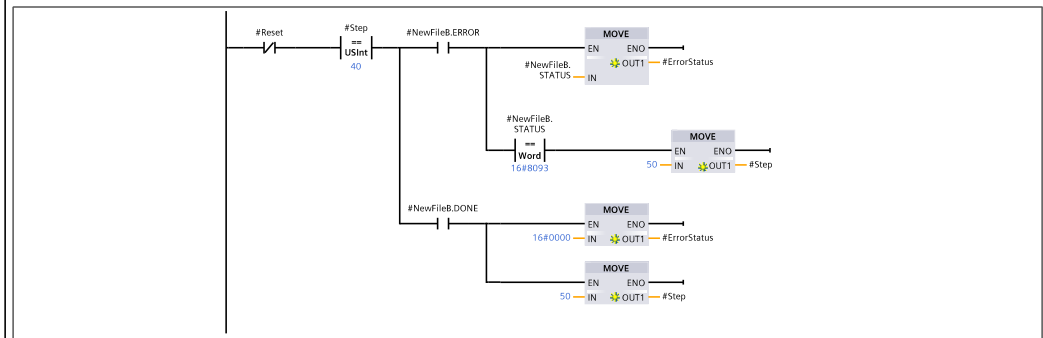 #Reset
#Step
==
USInt
40
#NewFileB.ERROR
MOVE
EN
ENO
#NewFileB.
STATUS
IN
OUT1
#ErrorStatus
#NewFileB.
STATUS
==
Word
16#8093
MOVE
EN
ENO
50
IN
OUT1
#Step
#NewFileB.DONE
MOVE
EN
ENO
16#0000
IN
OUT1
#ErrorStatus
MOVE
EN
ENO
50
IN
OUT1
#Step